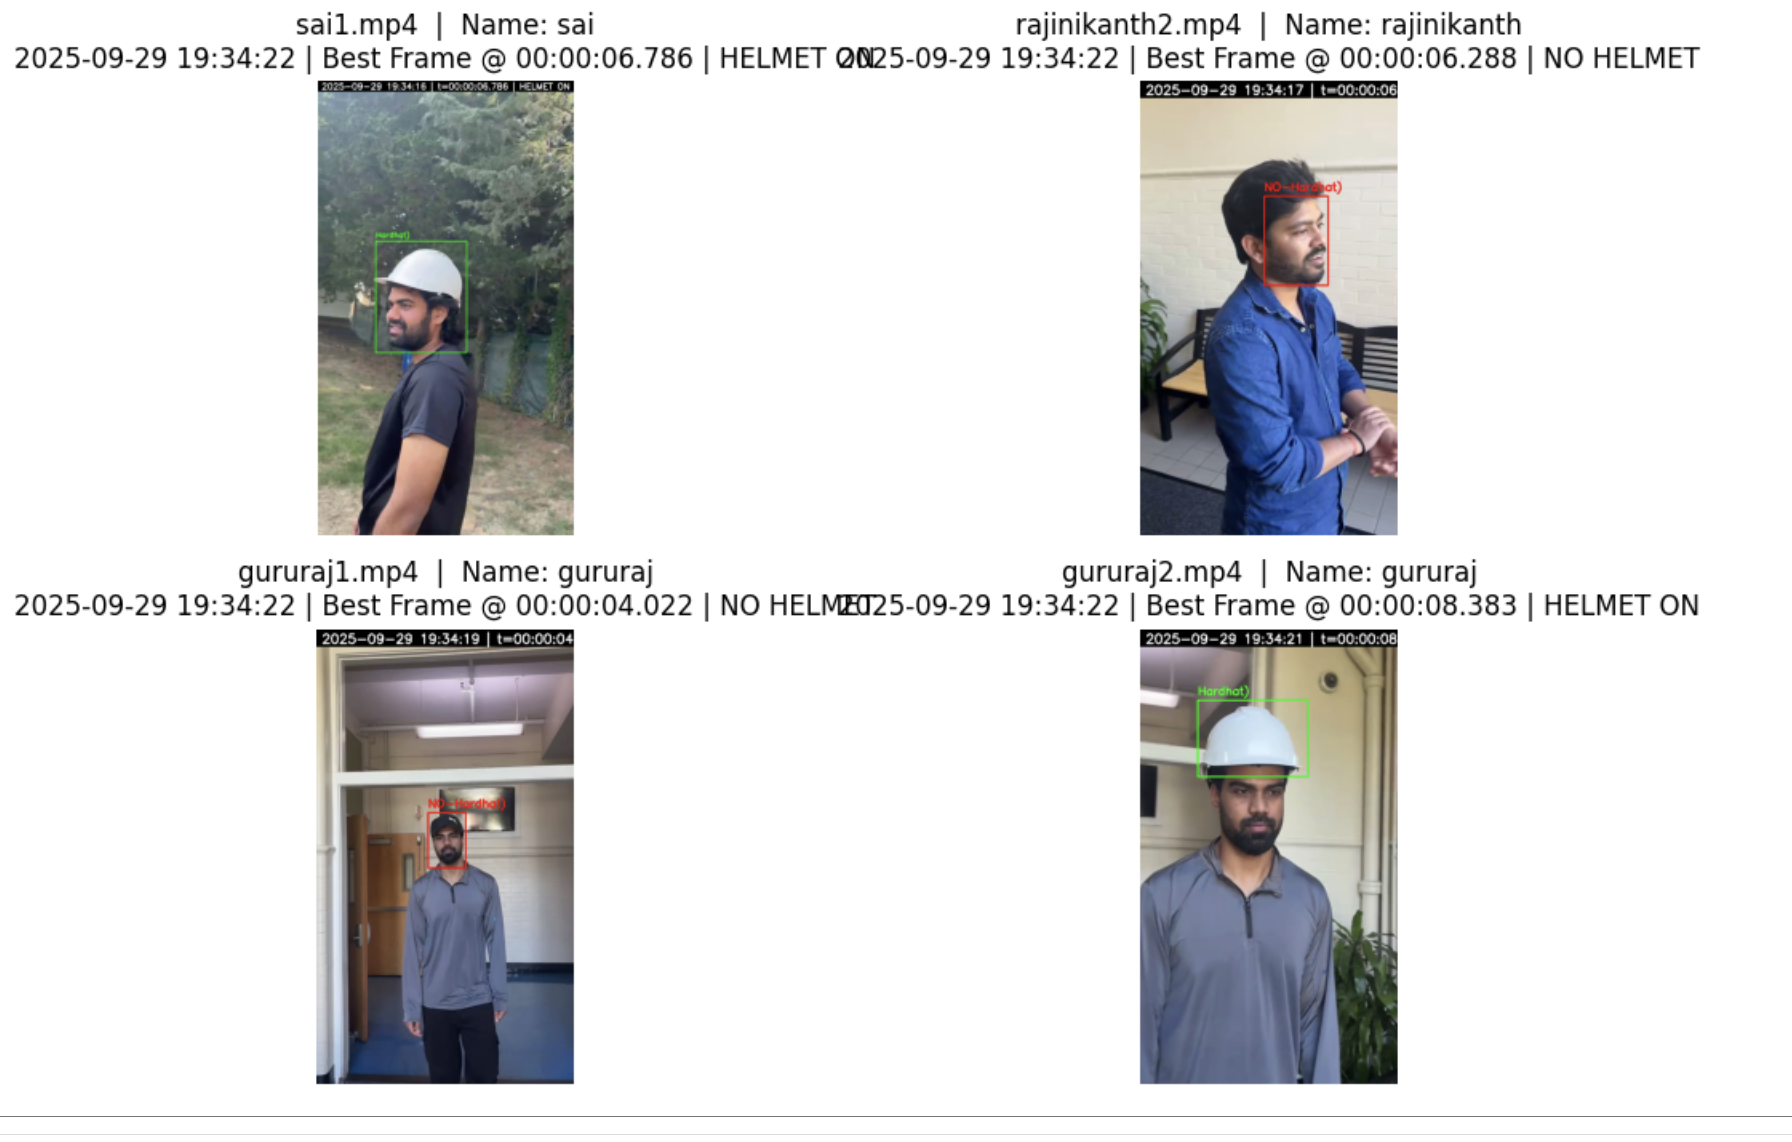 sai1.mp4 | Name: sai
2025-09-29 19:34:22 | Best Frame @ 00:00:06.786 | HELMET ON
2025-09-29 19:34:16 | t=00:00:06.786 | HELMET ON
Hardhat)
rajinikanth2.mp4 | Name: rajinikanth
2025-09-29 19:34:22 | Best Frame @ 00:00:06.288 | NO HELMET
2025-09-29 19:34:17 | t=00:00:06
NO-Hardhat)
gururaj1.mp4 | Name: gururaj
2025-09-29 19:34:22 | Best Frame @ 00:00:04.022 | NO HELMET
2025-09-29 19:34:19 | t=00:00:04
NO-Hardhat)
gururaj2.mp4 | Name: gururaj
2025-09-29 19:34:22 | Best Frame @ 00:00:08.383 | HELMET ON
2025-09-29 19:34:21 | t=00:00:08
Hardhat)